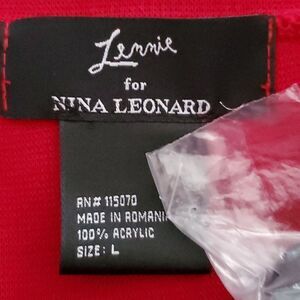 Lennie
for
NINA LEONARD
RN# 115070
MADE IN ROMANIA
100% ACRYLIC
SIZE: L